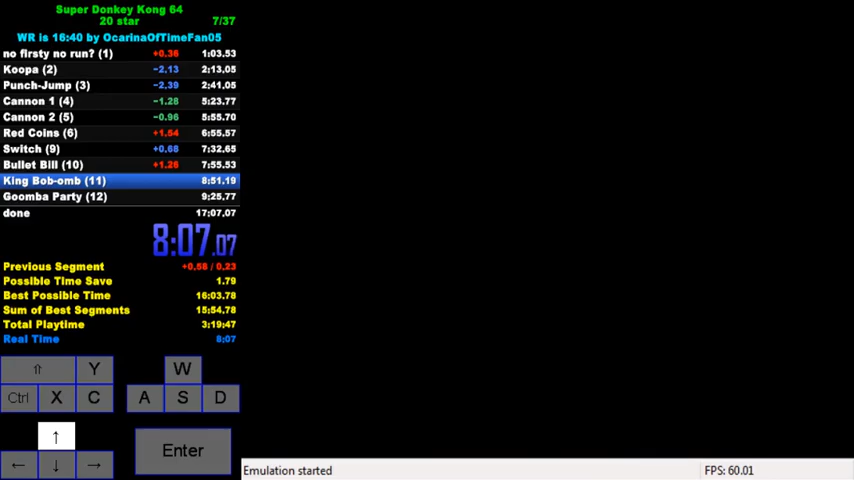 Super Donkey Kong 64
20 star 7/37
WR is 16:40 by OcarinaOfTimeFan05
no firsty no run? (1) +0.36 1:03.53
Koopa (2) -2.13 2:13.05
Punch-Jump (3) -2.39 2:41.05
Cannon 1 (4) -1.28 5:23.77
Cannon 2 (5) -0.96 5:55.70
Red Coins (6) +1.54 6:55.57
Switch (9) +0.68 7:32.65
Bullet Bill (10) +1.26 7:55.53
King Bob-omb (11) 8:51.19
Goomba Party (12) 9:25.77
done 17:07.07
8:07.07
Previous Segment +0.58 / 0.23
Possible Time Save 1.79
Best Possible Time 16:03.78
Sum of Best Segments 15:54.78
Total Playtime 3:19:47
Real Time 8:07
⇧ Y W
Ctrl X C A S D
↑ Enter
← ↓ →
Emulation started FPS: 60.01